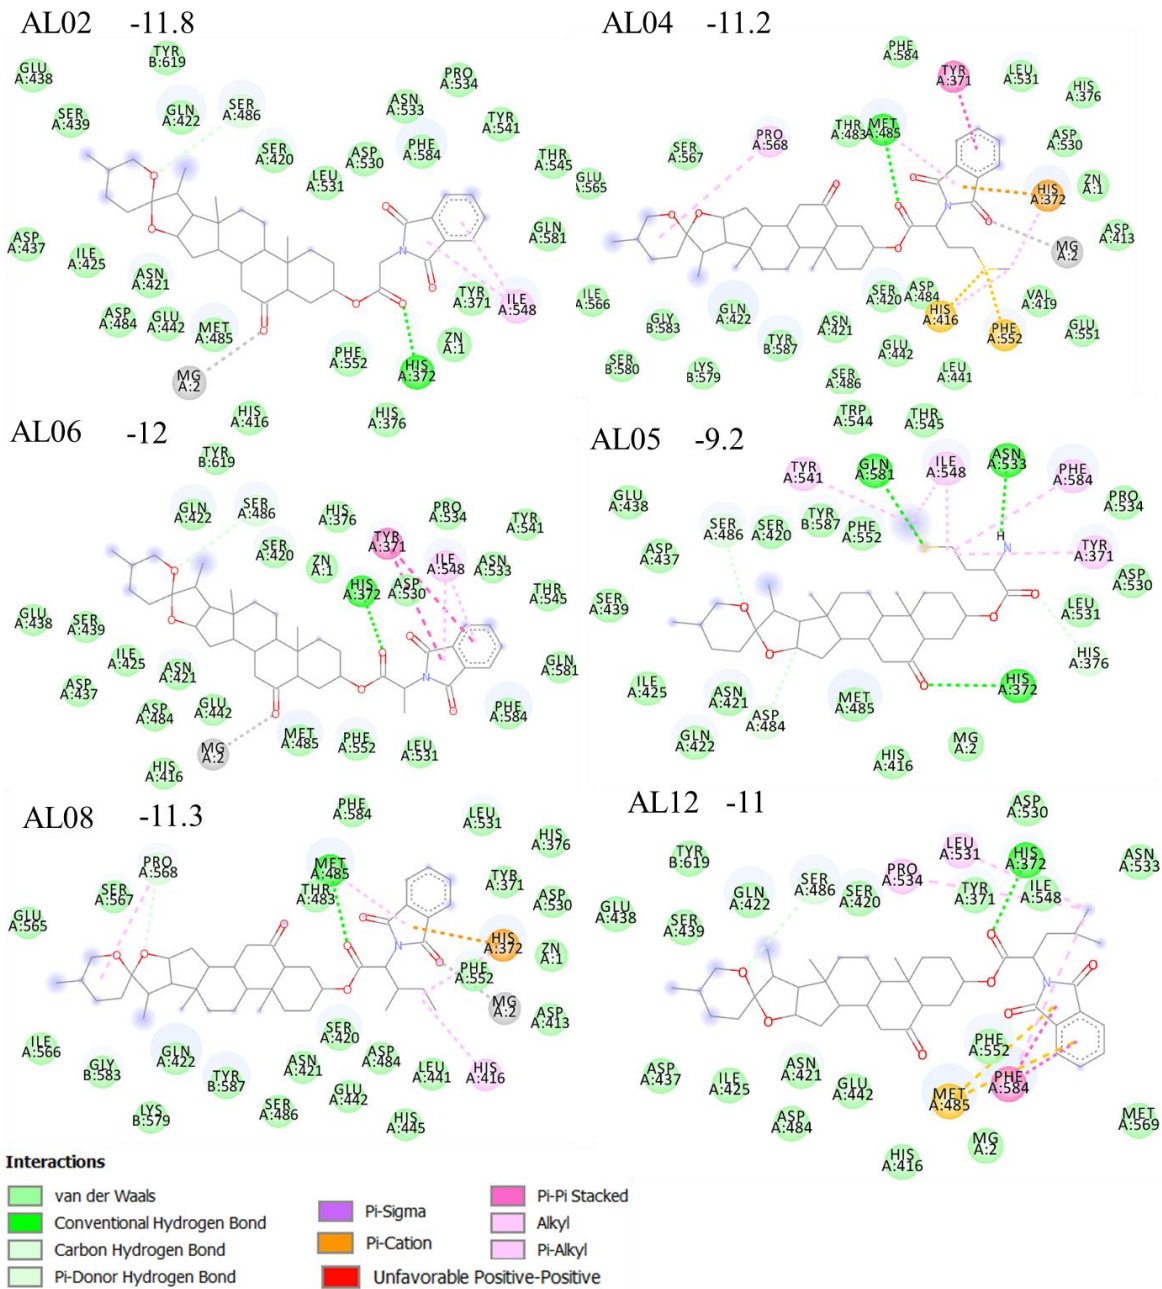 AL02 -11.8
TYR
B:619
GLU
A:438
SER
A:439
GLN
A:422
SER
A:486
SER
A:420
LEU
A:531
ASP
A:530
ASN
A:533
PHE
A:584
PRO
A:534
TYR
A:541
THR
A:545
GLN
A:581
ASP
A:437
ILE
A:425
ASN
A:421
ASP
A:484
GLU
A:442
MET
A:485
MG
A:2
PHE
A:552
HIS
A:372
ZN
A:1
TYR
A:371
ILE
A:548
HIS
A:416
HIS
A:376
O
O
O
O
O
O
O
N
AL04 -11.2
PHE
A:584
TYR
A:371
LEU
A:531
HIS
A:376
THR
A:483
MET
A:485
ASP
A:530
PRO
A:568
SER
A:567
GLU
A:565
ZN
A:1
HIS
A:372
ASP
A:413
MG
A:2
ILE
A:566
GLY
B:583
GLN
A:422
SER
B:580
LYS
B:579
TYR
B:587
ASN
A:421
SER
A:420
ASP
A:484
HIS
A:416
GLU
A:442
SER
A:486
LEU
A:441
PHE
A:552
VAL
A:419
GLU
A:551
O
O
O
O
O
O
O
N
AL06 -12
TYR
B:619
GLN
A:422
SER
A:486
SER
A:420
HIS
A:376
ZN
A:1
TYR
A:371
PRO
A:534
TYR
A:541
ILE
A:548
ASN
A:533
HIS
A:372
ASP
A:530
THR
A:545
GLU
A:438
SER
A:439
ILE
A:425
ASN
A:421
ASP
A:437
ASP
A:484
GLU
A:442
MG
A:2
HIS
A:416
MET
A:485
PHE
A:552
LEU
A:531
PHE
A:584
GLN
A:581
O
O
O
O
O
O
O
N
AL05 -9.2
TRP
A:544
THR
A:545
TYR
A:541
GLN
A:581
ILE
A:548
ASN
A:533
PHE
A:584
GLU
A:438
SER
A:486
SER
A:420
TYR
B:587
PHE
A:552
PRO
A:534
ASP
A:437
TYR
A:371
SER
A:439
ASP
A:530
LEU
A:531
HIS
A:376
HIS
A:372
ILE
A:425
ASN
A:421
GLN
A:422
ASP
A:484
MET
A:485
HIS
A:416
MG
A:2
H
N
O
O
O
O
O
AL08 -11.3
PHE
A:584
LEU
A:531
HIS
A:376
PRO
A:568
MET
A:485
THR
A:483
TYR
A:371
ASP
A:530
SER
A:567
GLU
A:565
HIS
A:372
ZN
A:1
PHE
A:552
MG
A:2
ASP
A:413
ILE
A:566
GLY
B:583
GLN
A:422
TYR
B:587
LYS
B:579
SER
A:486
ASN
A:421
SER
A:420
ASP
A:484
GLU
A:442
LEU
A:441
HIS
A:416
HIS
A:445
O
O
O
O
O
O
O
N
AL12 -11
ASP
A:530
LEU
A:531
HIS
A:372
ASN
A:533
TYR
B:619
PRO
A:534
GLN
A:422
SER
A:486
SER
A:420
TYR
A:371
ILE
A:548
GLU
A:438
SER
A:439
ASP
A:437
ILE
A:425
ASN
A:421
ASP
A:484
GLU
A:442
HIS
A:416
MET
A:485
PHE
A:552
PHE
A:584
MG
A:2
MET
A:569
O
O
O
O
O
O
O
N
Interactions
van der Waals
Conventional Hydrogen Bond
Carbon Hydrogen Bond
Pi-Donor Hydrogen Bond
Pi-Sigma
Pi-Cation
Unfavorable Positive-Positive
Pi-Pi Stacked
Alkyl
Pi-Alkyl